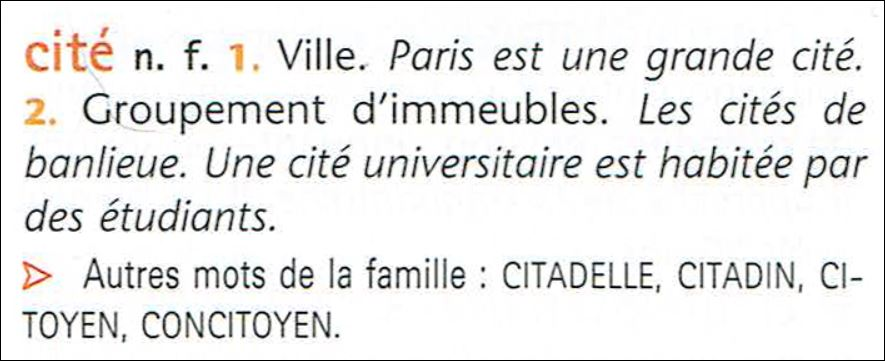 cité n. f. 1. Ville. Paris est une grande cité.
2. Groupement d'immeubles. Les cités de
banlieue. Une cité universitaire est habitée par
des étudiants.
➢ Autres mots de la famille : CITADELLE, CITADIN, CI-
TOYEN, CONCITOYEN.